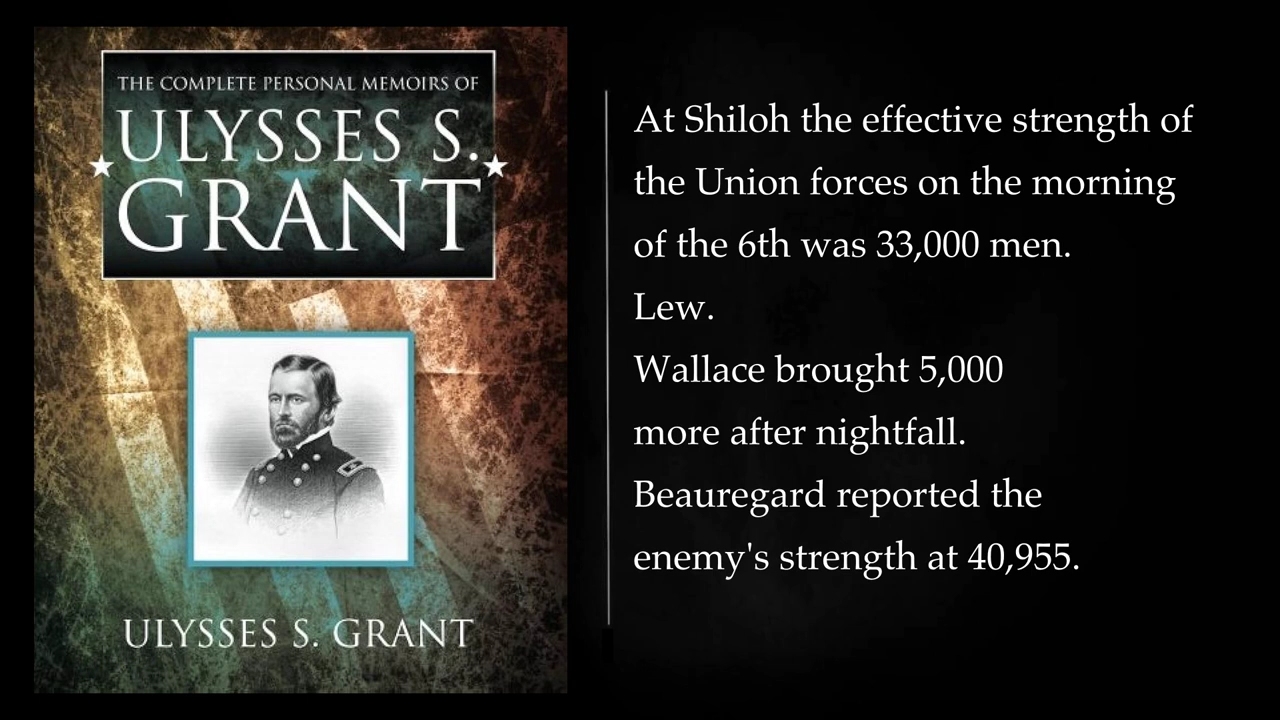 THE COMPLETE PERSONAL MEMOIRS OF
ULYSSES S.
GRANT
ULYSSES S. GRANT
At Shiloh the effective strength of
the Union forces on the morning
of the 6th was 33,000 men.
Lew.
Wallace brought 5,000
more after nightfall.
Beauregard reported the
enemy's strength at 40,955.